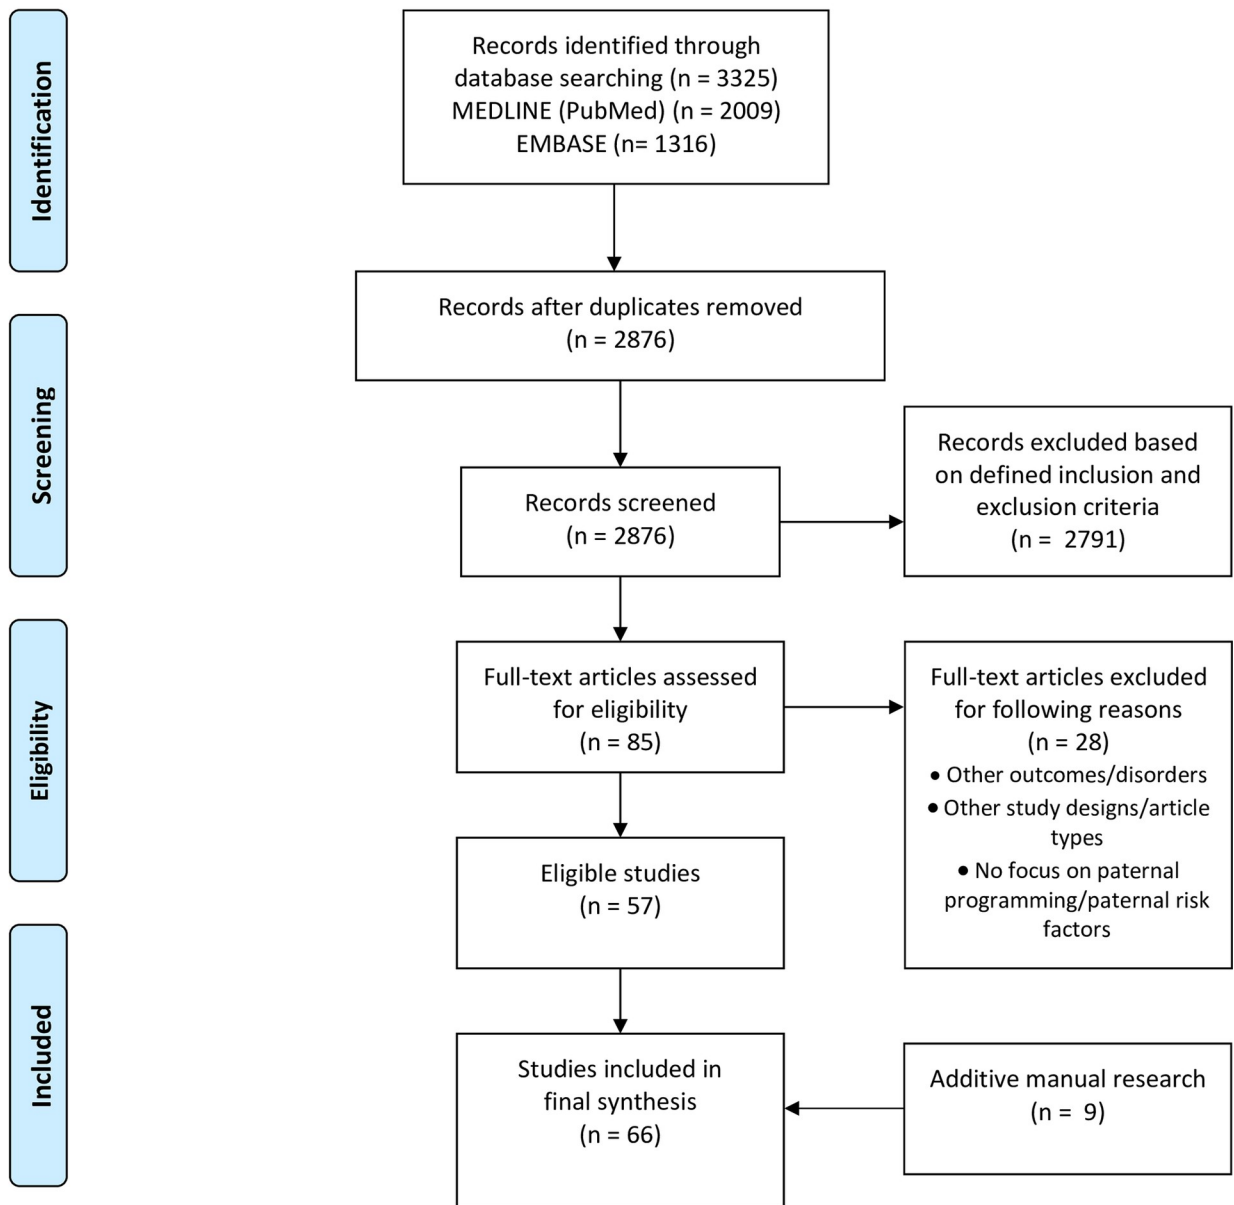 Identification
Records identified through
database searching (n = 3325)
MEDLINE (PubMed) (n = 2009)
EMBASE (n= 1316)
Records after duplicates removed
(n = 2876)
Screening
Records screened
(n = 2876)
Records excluded based
on defined inclusion and
exclusion criteria
(n =  2791)
Eligibility
Full-text articles assessed
for eligibility
(n = 85)
Full-text articles excluded
for following reasons
(n = 28)
● Other outcomes/disorders
● Other study designs/article
types
● No focus on paternal
programming/paternal risk
factors
Eligible studies
(n = 57)
Included
Studies included in
final synthesis
(n = 66)
Additive manual research
(n =  9)